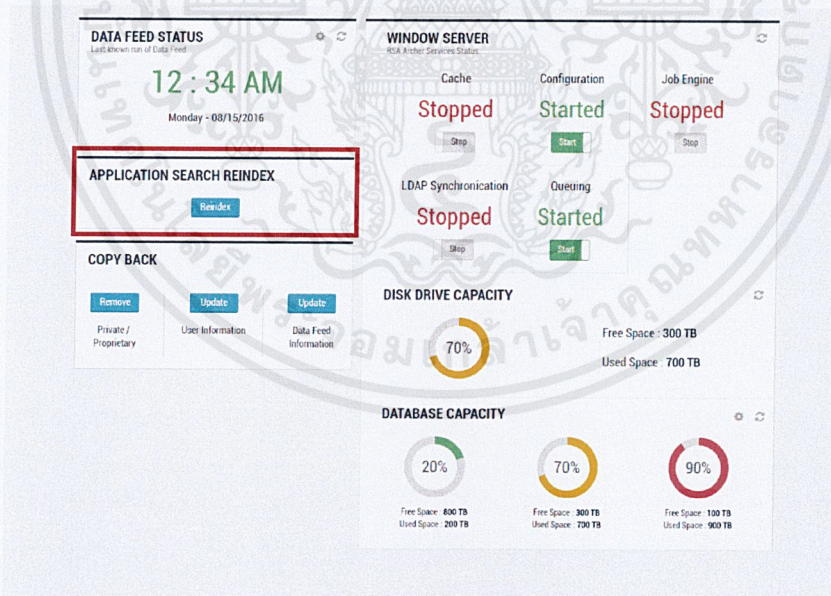 DATA FEED STATUS
Last known run of Data Feed
12 : 34 AM
Monday - 08/15/2016
APPLICATION SEARCH REINDEX
Reindex
COPY BACK
Remove
Update
Update
Private /
Proprietary
User Information
Data Feed
Information
WINDOW SERVER
RSA Archer Services Status
Cache
Configuration
Job Engine
Stopped
Started
Stopped
Stop
Start
Stop
LDAP Synchronication
Queuing
Stopped
Started
Stop
Start
DISK DRIVE CAPACITY
70%
Free Space : 300 TB
Used Space : 700 TB
DATABASE CAPACITY
20%
70%
90%
Free Space : 800 TB
Used Space : 200 TB
Free Space : 300 TB
Used Space : 700 TB
Free Space : 100 TB
Used Space : 900 TB